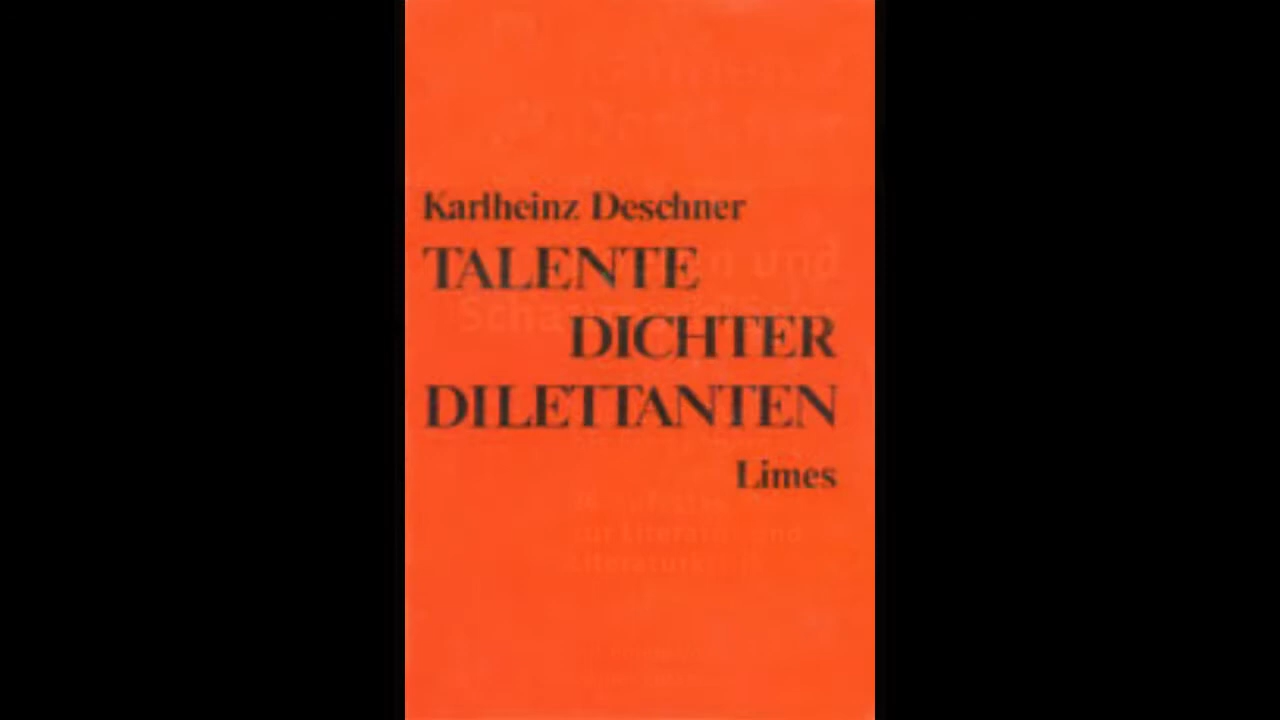 Karlheinz Deschner
TALENTE
DICHTER
DILETTANTEN
Limes